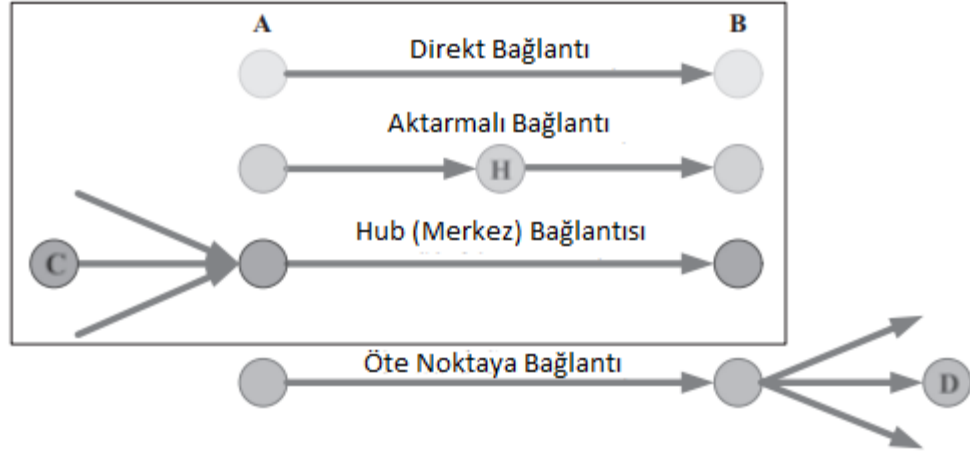 A B
Direkt Bağlantı
Aktarmalı Bağlantı
H
Hub (Merkez) Bağlantısı
C
Öte Noktaya Bağlantı
D